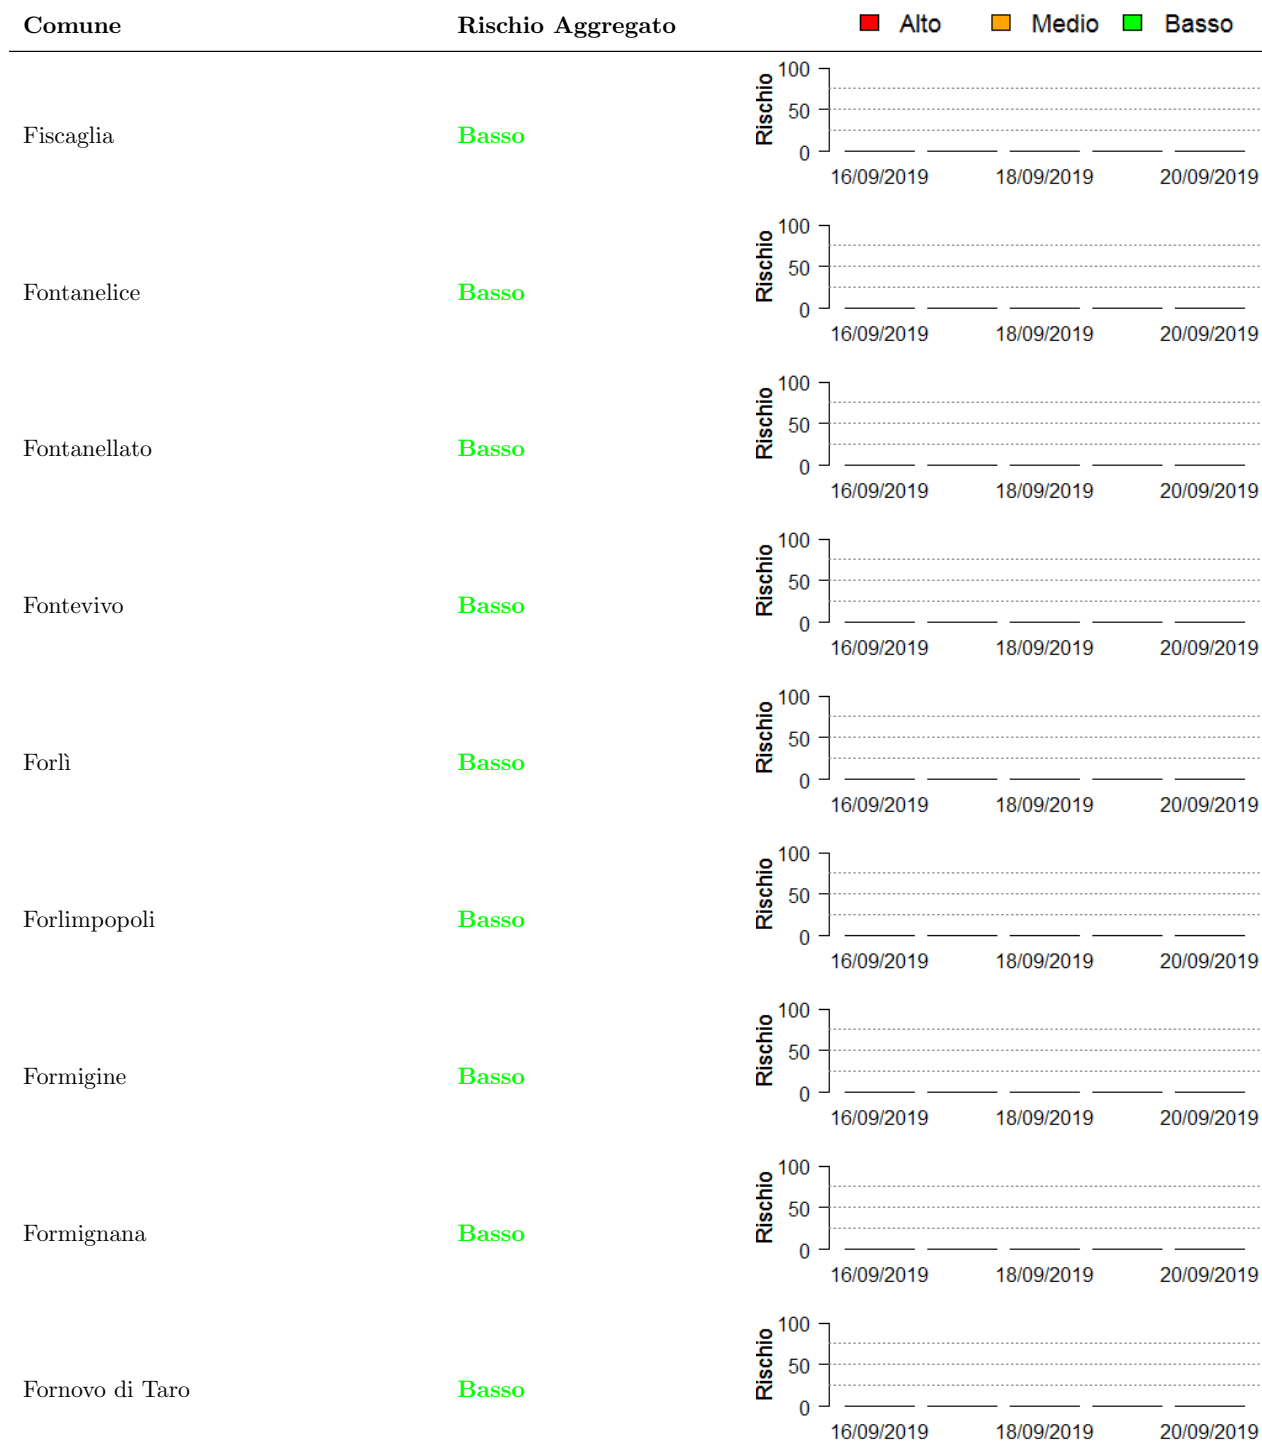 Comune Rischio Aggregato Alto Medio Basso
100
50
0
Rischio
Fiscaglia Basso
16/09/2019 18/09/2019 20/09/2019
100
50
0
Rischio
Fontanelice Basso
16/09/2019 18/09/2019 20/09/2019
100
50
0
Rischio
Fontanellato Basso
16/09/2019 18/09/2019 20/09/2019
100
50
0
Rischio
Fontevivo Basso
16/09/2019 18/09/2019 20/09/2019
100
50
0
Rischio
Forlì Basso
16/09/2019 18/09/2019 20/09/2019
100
50
0
Rischio
Forlimpopoli Basso
16/09/2019 18/09/2019 20/09/2019
100
50
0
Rischio
Formigine Basso
16/09/2019 18/09/2019 20/09/2019
100
50
0
Rischio
Formignana Basso
16/09/2019 18/09/2019 20/09/2019
100
50
0
Rischio
Fornovo di Taro Basso
16/09/2019 18/09/2019 20/09/2019